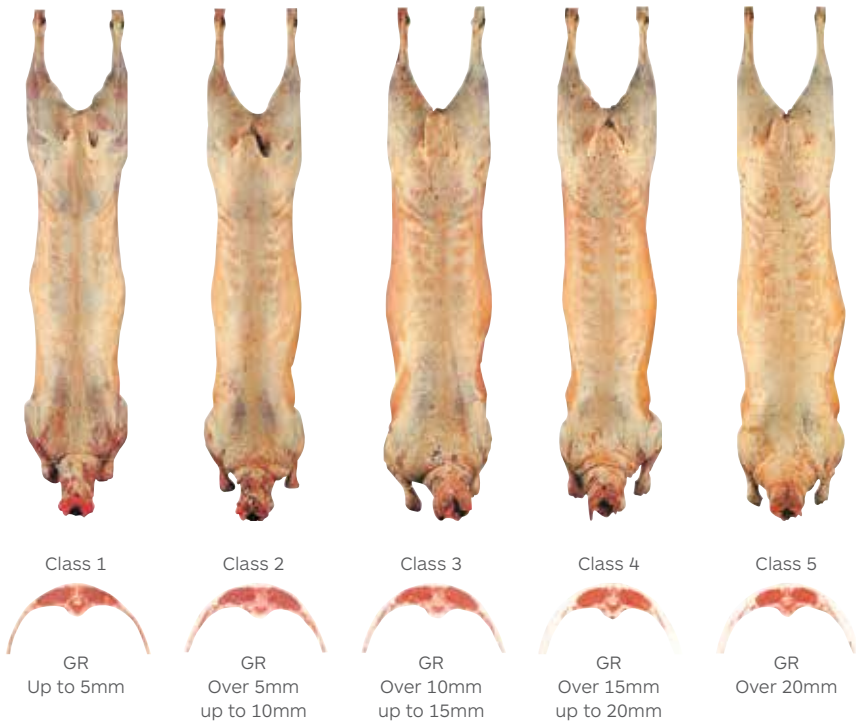 Class 1
Class 2
Class 3
Class 4
Class 5
GR
Up to 5mm
GR
Over 5mm
up to 10mm
GR
Over 10mm
up to 15mm
GR
Over 15mm
up to 20mm
GR
Over 20mm